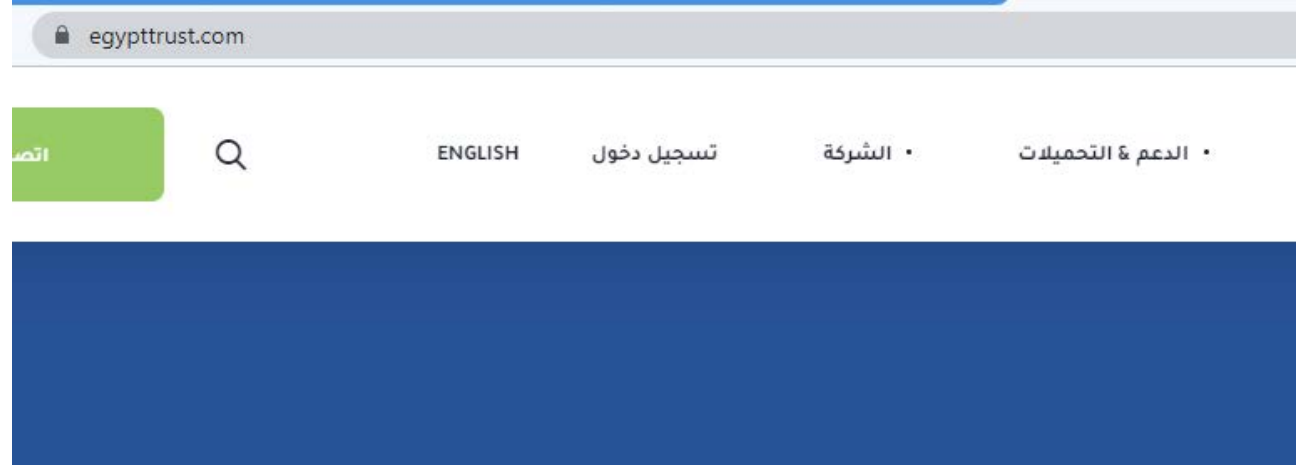 egypttrust.com
• الدعم & التحميلات
• الشركة
تسجيل دخول
ENGLISH